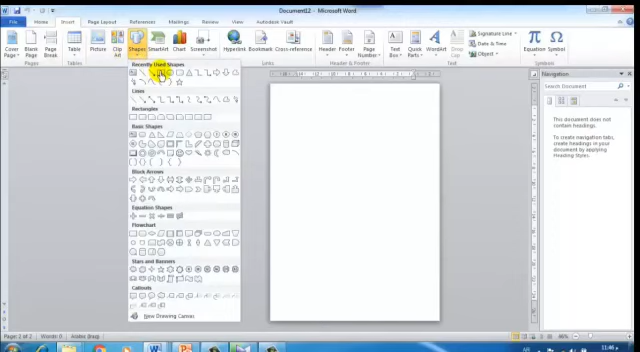 Document12 - Microsoft Word
File Home Insert Page Layout References Mailings Review View Autodesk Vault
Cover Page
Blank Page
Page Break
Table
Picture
Clip Art
Shapes
SmartArt
Chart
Screenshot
Hyperlink
Bookmark
Cross-reference
Header
Footer
Page Number
Text Box
Quick Parts
WordArt
Drop Cap
Signature Line
Date & Time
Object
Equation
Symbol
Pages Tables Links Header & Footer Text Symbols
Recently Used Shapes
Lines
Rectangles
Basic Shapes
Block Arrows
Equation Shapes
Flowchart
Stars and Banners
Callouts
New Drawing Canvas
Navigation
Search Document
This document does not contain headings.
To create navigation tabs, create headings in your document by applying Heading Styles.
Page: 2 of 2 Words: 0
11:46